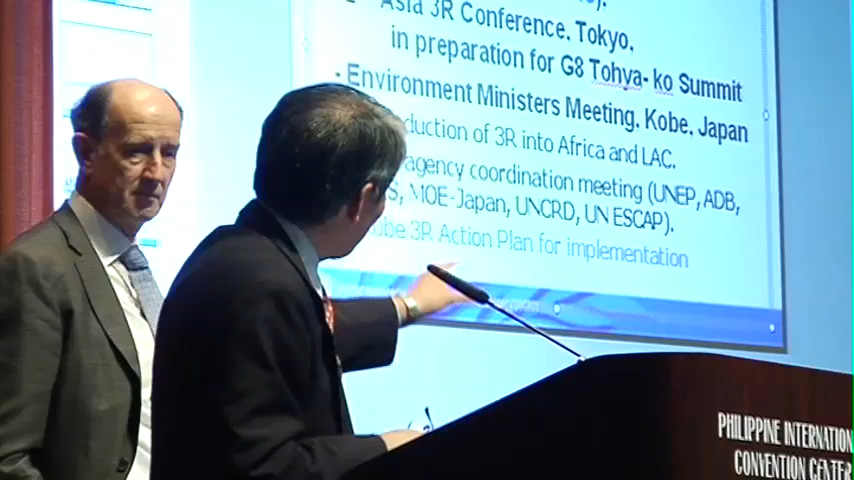 Asia 3R Conference. Tokyo.
in preparation for G8 Tohya- ko Summit
- Environment Ministers Meeting. Kobe. Japan
duction of 3R into Africa and LAC.
agency coordination meeting (UNEP, ADB,
S, MOE-Japan, UNCRD, UN ESCAP).
obe 3R Action Plan for implementation
PHILIPPINE INTERNATION
CONVENTION CENTER